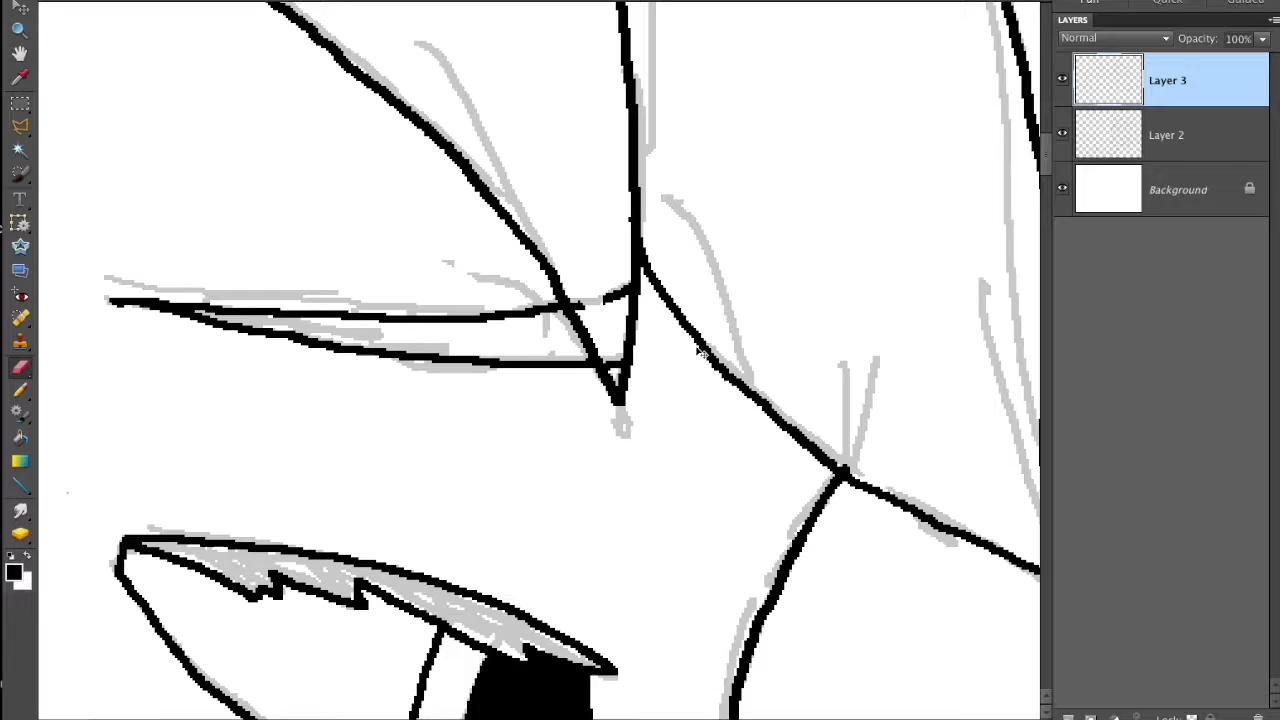 LAYERS
Normal
Opacity: 100%
Layer 3
Layer 2
Background